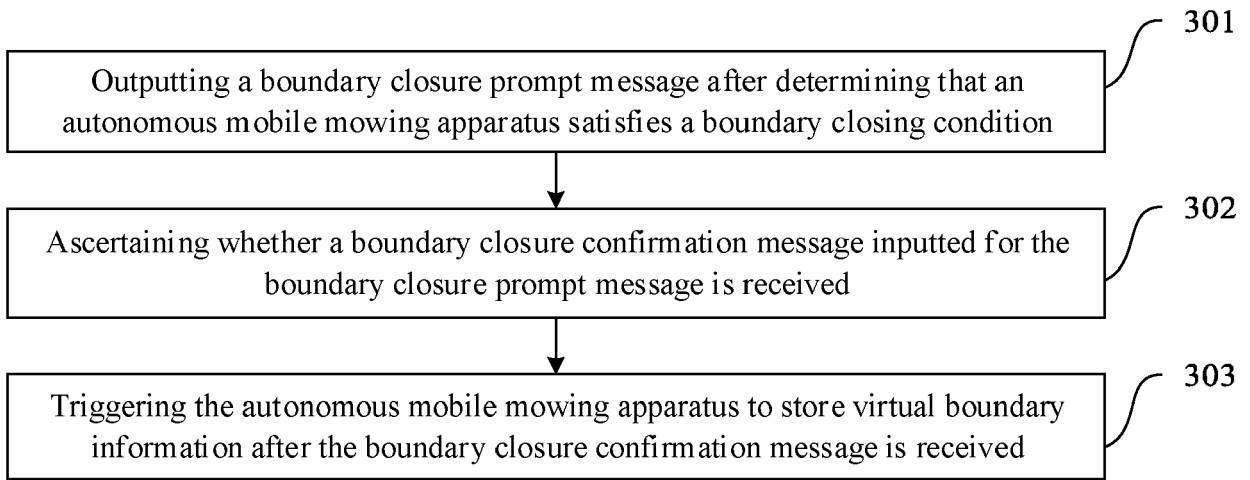 301
Outputting a boundary closure prompt message after determining that an
autonomous mobile mowing apparatus satisfies a boundary closing condition
302
Ascertaining whether a boundary closure confirmation message inputted for the
boundary closure prompt message is received
303
Triggering the autonomous mobile mowing apparatus to store virtual boundary
information after the boundary closure confirmation message is received